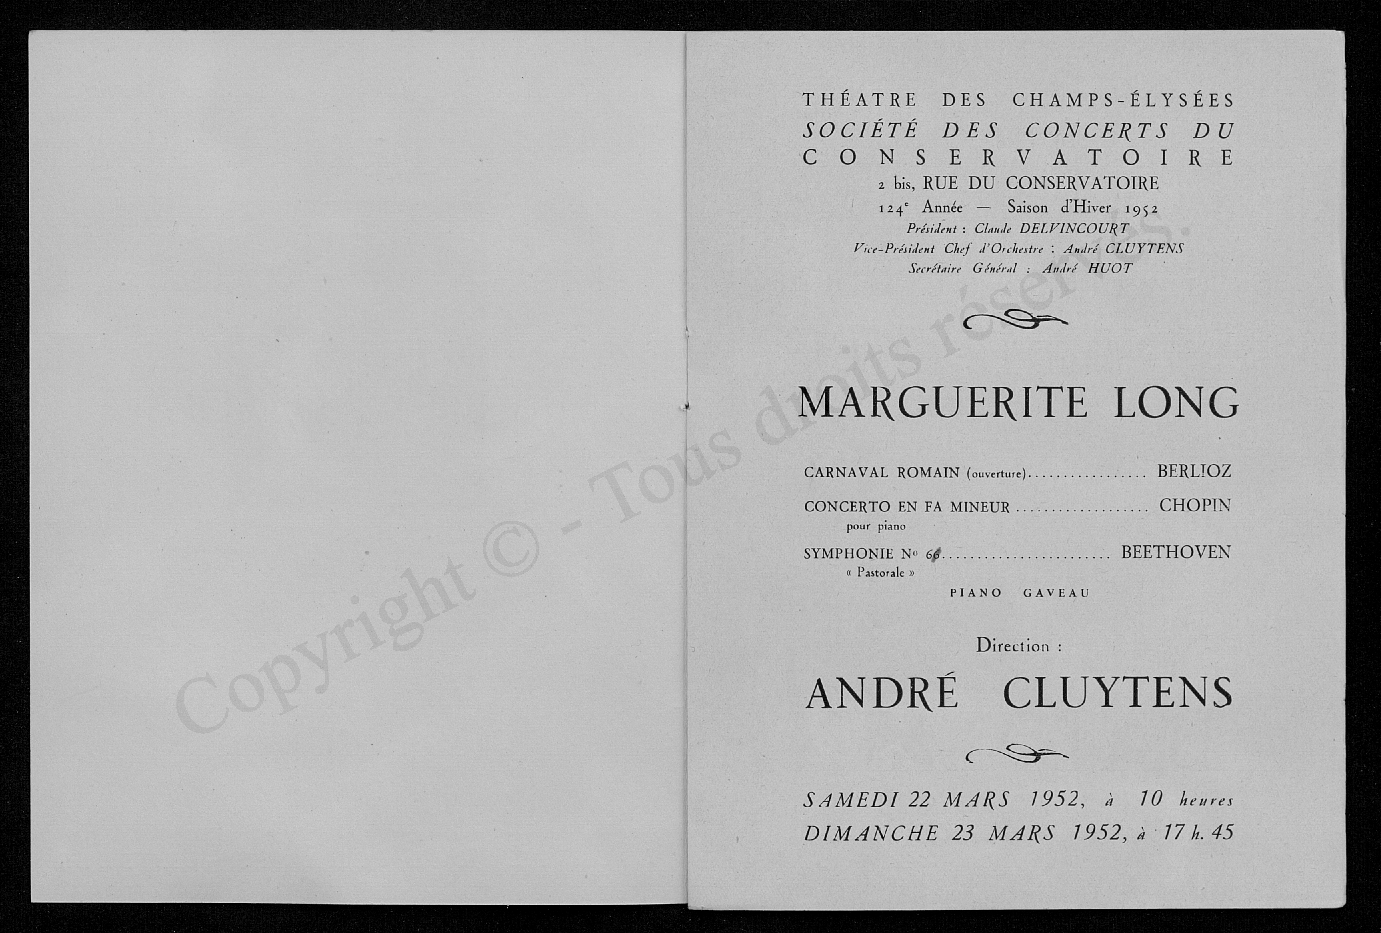 THÉATRE DES CHAMPS-ÉLYSÉES
SOCIÉTÉ DES CONCERTS DU
CONSERVATOIRE
2 bis, RUE DU CONSERVATOIRE
124e Année — Saison d'Hiver 1952
Président : Claude DELVINCOURT
Vice-Président Chef d'Orchestre : André CLUYTENS
Secrétaire Général : André HUOT
MARGUERITE LONG
CARNAVAL ROMAIN (ouverture)................. BERLIOZ
CONCERTO EN FA MINEUR ................... CHOPIN
pour piano
SYMPHONIE No 6........................ BEETHOVEN
« Pastorale »
PIANO GAVEAU
Direction :
ANDRÉ CLUYTENS
SAMEDI 22 MARS 1952, à 10 heures
DIMANCHE 23 MARS 1952, à 17 h. 45
Copyright © - Tous droits réservés.